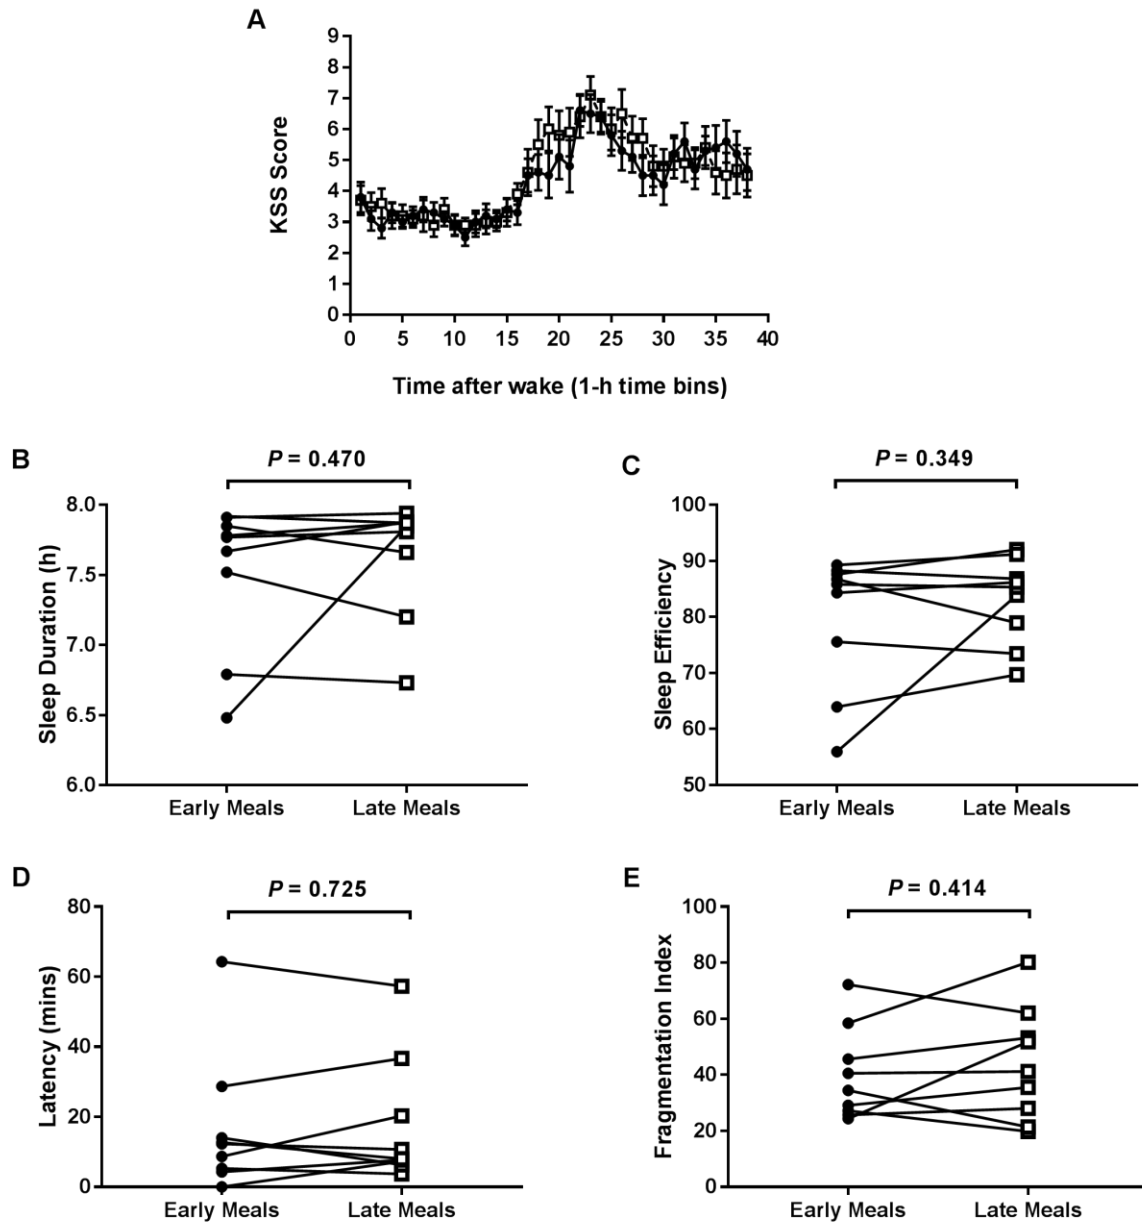 A
9
8
7
6
5
4
3
2
1
0
KSS Score
0 5 10 15 20 25 30 35 40
Time after wake (1-h time bins)
B
P = 0.470
8.0
7.5
7.0
6.5
6.0
Sleep Duration (h)
Early Meals Late Meals
C
P = 0.349
100
90
80
70
60
50
Sleep Efficiency
Early Meals Late Meals
D
P = 0.725
80
60
40
20
0
Latency (mins)
Early Meals Late Meals
E
P = 0.414
100
80
60
40
20
0
Fragmentation Index
Early Meals Late Meals